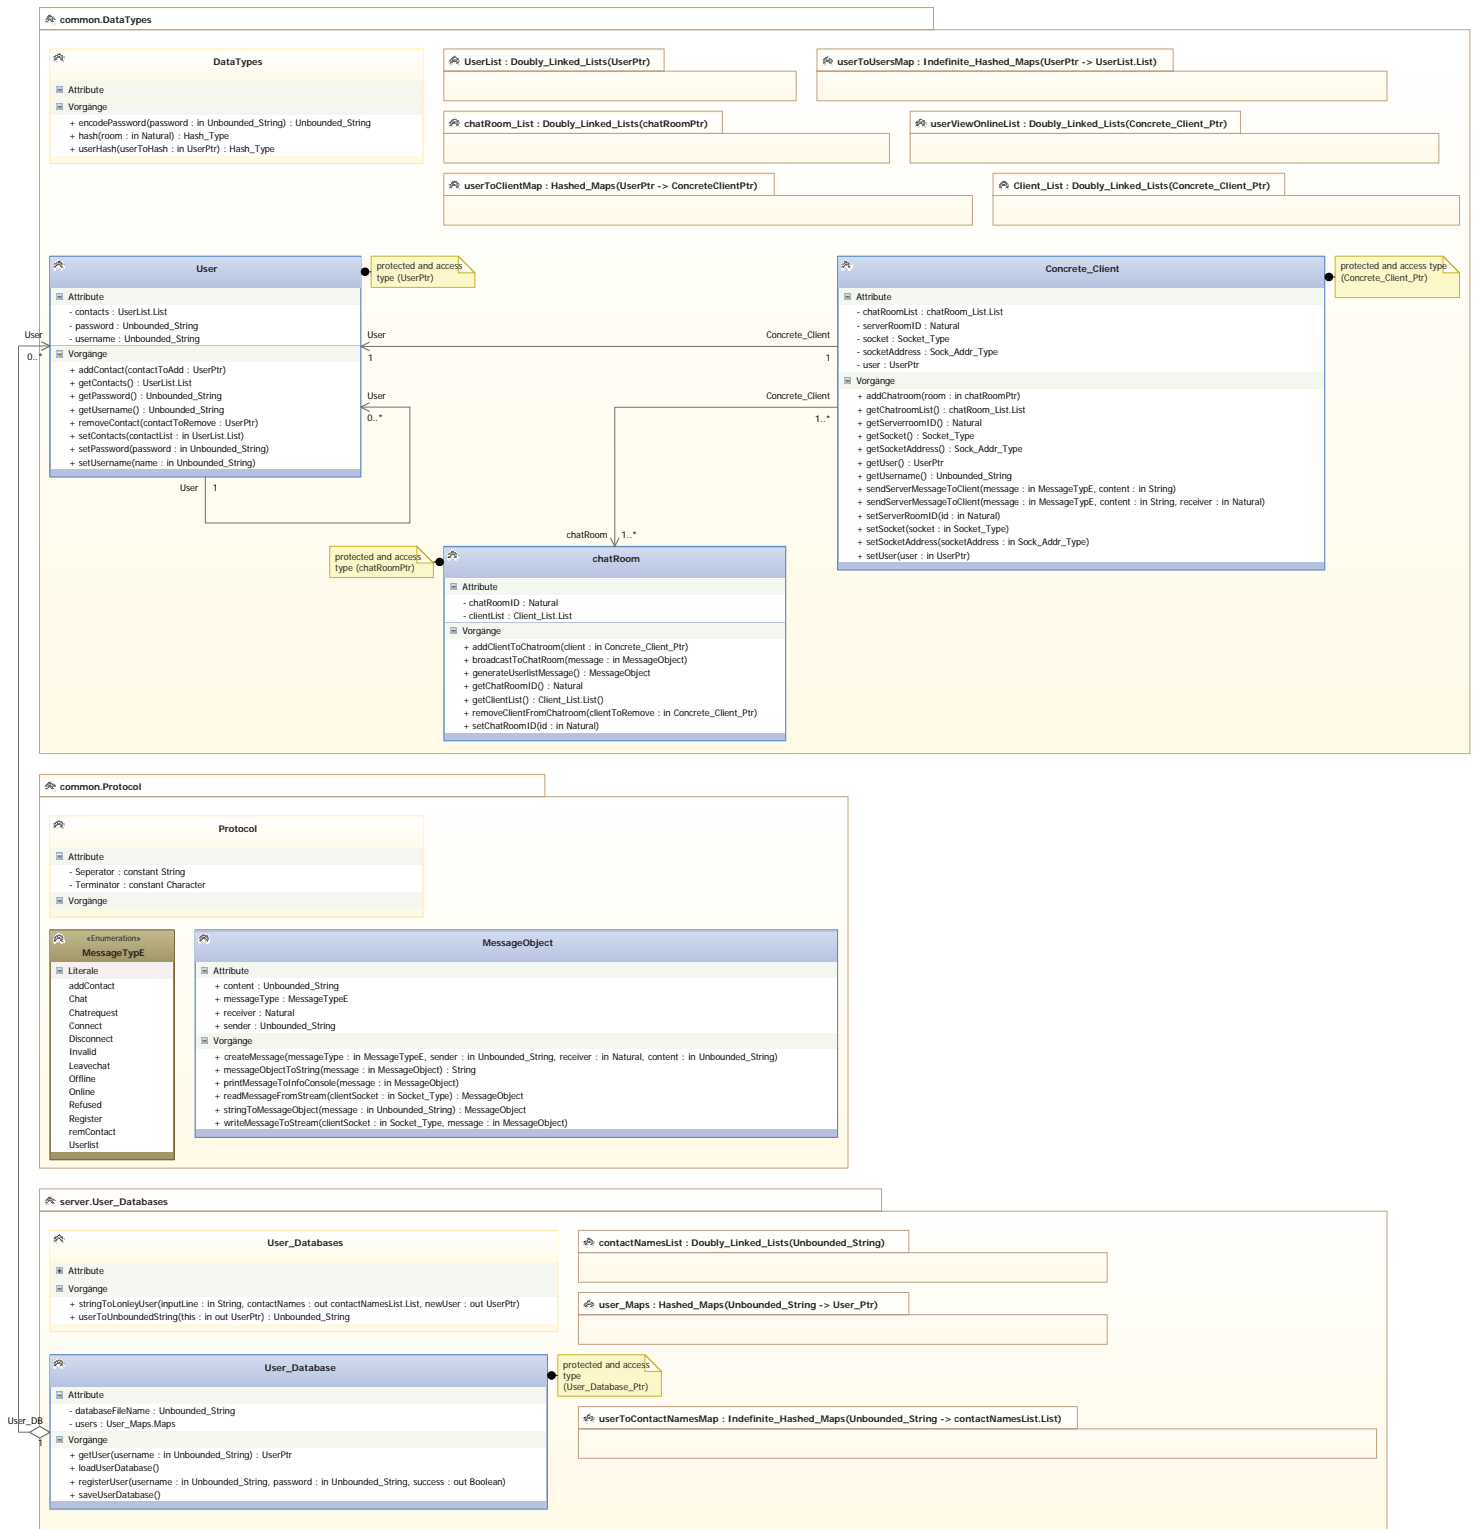 common.DataTypes
DataTypes
Attribute
Vorgänge
+ encodePassword(password : in Unbounded_String) : Unbounded_String
+ hash(room : in Natural) : Hash_Type
+ userHash(userToHash : in UserPtr) : Hash_Type
UserList : Doubly_Linked_Lists(UserPtr)
userToUsersMap : Indefinite_Hashed_Maps(UserPtr -> UserList.List)
chatRoom_List : Doubly_Linked_Lists(chatRoomPtr)
userViewOnlineList : Doubly_Linked_Lists(Concrete_Client_Ptr)
userToClientMap : Hashed_Maps(UserPtr -> ConcreteClientPtr)
Client_List : Doubly_Linked_Lists(Concrete_Client_Ptr)
User
Attribute
- contacts : UserList.List
- password : Unbounded_String
- username : Unbounded_String
Vorgänge
+ addContact(contactToAdd : UserPtr)
+ getContacts() : UserList.List
+ getPassword() : Unbounded_String
+ getUsername() : Unbounded_String
+ removeContact(contactToRemove : UserPtr)
+ setContacts(contactList : in UserList.List)
+ setPassword(password : in Unbounded_String)
+ setUsername(name : in Unbounded_String)
protected and access
type (UserPtr)
User
0..*
User
1
Concrete_Client
1
User
0..*
Concrete_Client
1..*
User
1
chatRoom
1..*
Concrete_Client
Attribute
- chatRoomList : chatRoom_List.List
- serverRoomID : Natural
- socket : Socket_Type
- socketAddress : Sock_Addr_Type
- user : UserPtr
Vorgänge
+ addChatroom(room : in chatRoomPtr)
+ getChatroomList() : chatRoom_List.List
+ getServerroomID() : Natural
+ getSocket() : Socket_Type
+ getSocketAddress() : Sock_Addr_Type
+ getUser() : UserPtr
+ getUsername() : Unbounded_String
+ sendServerMessageToClient(message : in MessageTypE, content : in String)
+ sendServerMessageToClient(message : in MessageTypE, content : in String, receiver : in Natural)
+ setServerRoomID(id : in Natural)
+ setSocket(socket : in Socket_Type)
+ setSocketAddress(socketAddress : in Sock_Addr_Type)
+ setUser(user : in UserPtr)
protected and access type
(Concrete_Client_Ptr)
protected and access
type (chatRoomPtr)
chatRoom
Attribute
- chatRoomID : Natural
- clientList : Client_List.List
Vorgänge
+ addClientToChatroom(client : in Concrete_Client_Ptr)
+ broadcastToChatRoom(message : in MessageObject)
+ generateUserlistMessage() : MessageObject
+ getChatRoomID() : Natural
+ getClientList() : Client_List.List()
+ removeClientFromChatroom(clientToRemove : in Concrete_Client_Ptr)
+ setChatRoomID(id : in Natural)
common.Protocol
Protocol
Attribute
- Seperator : constant String
- Terminator : constant Character
Vorgänge
«Enumeration»
MessageTypE
Literale
addContact
Chat
Chatrequest
Connect
Disconnect
Invalid
Leavechat
Offline
Online
Refused
Register
remContact
Userlist
MessageObject
Attribute
+ content : Unbounded_String
+ messageType : MessageTypeE
+ receiver : Natural
+ sender : Unbounded_String
Vorgänge
+ createMessage(messageType : in MessageTypeE, sender : in Unbounded_String, receiver : in Natural, content : in Unbounded_String)
+ messageObjectToString(message : in MessageObject) : String
+ printMessageToInfoConsole(message : in MessageObject)
+ readMessageFromStream(clientSocket : in Socket_Type) : MessageObject
+ stringToMessageObject(message : in Unbounded_String) : MessageObject
+ writeMessageToStream(clientSocket : in Socket_Type, message : in MessageObject)
server.User_Databases
User_Databases
Attribute
Vorgänge
+ stringToLonleyUser(inputLine : in String, contactNames : out contactNamesList.List, newUser : out UserPtr)
+ userToUnboundedString(this : in out UserPtr) : Unbounded_String
contactNamesList : Doubly_Linked_Lists(Unbounded_String)
user_Maps : Hashed_Maps(Unbounded_String -> User_Ptr)
User_Database
Attribute
- databaseFileName : Unbounded_String
- users : User_Maps.Maps
Vorgänge
+ getUser(username : in Unbounded_String) : UserPtr
+ loadUserDatabase()
+ registerUser(username : in Unbounded_String, password : in Unbounded_String, success : out Boolean)
+ saveUserDatabase()
protected and access
type
(User_Database_Ptr)
User_DB
1
userToContactNamesMap : Indefinite_Hashed_Maps(Unbounded_String -> contactNamesList.List)